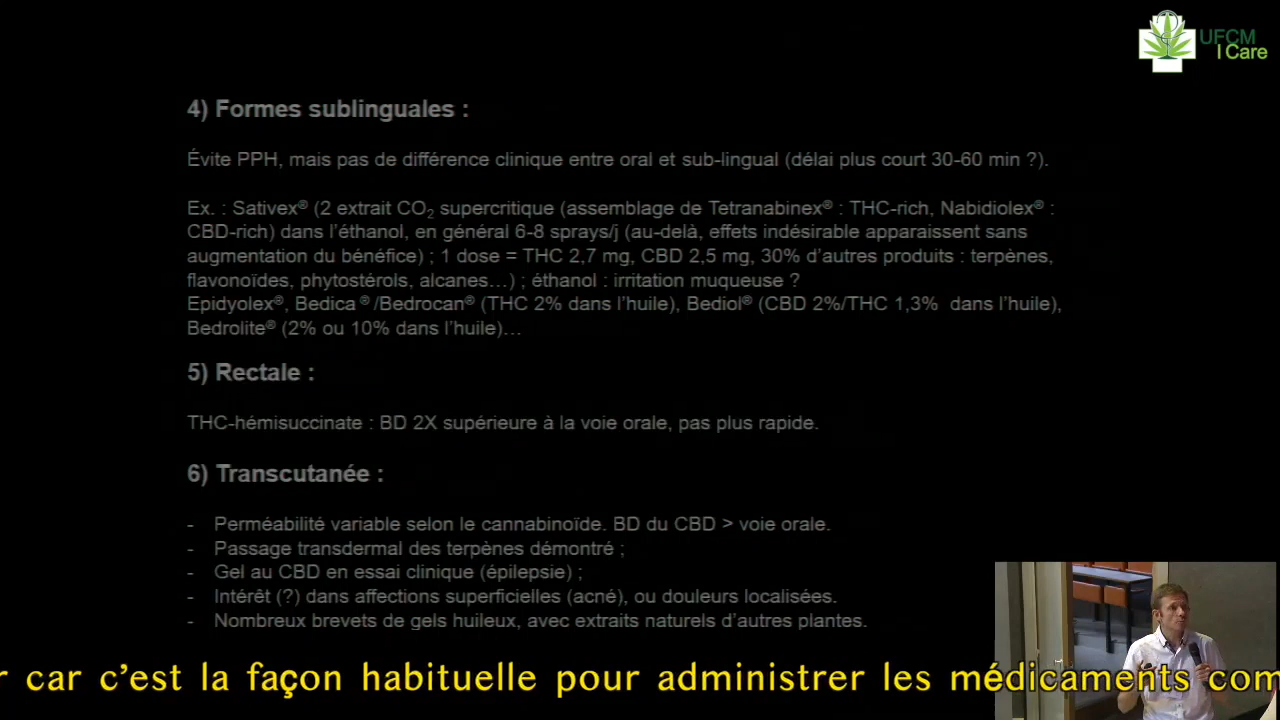 UFCM
I Care
4) Formes sublinguales :
Évite PPH, mais pas de différence clinique entre oral et sub-lingual (délai plus court 30-60 min ?).
Ex. : Sativex® (2 extrait CO₂ supercritique (assemblage de Tetranabinex® : THC-rich, Nabidiolex® :
CBD-rich) dans l’éthanol, en général 6-8 sprays/j (au-delà, effets indésirable apparaissent sans
augmentation du bénéfice) ; 1 dose = THC 2,7 mg, CBD 2,5 mg, 30% d’autres produits : terpènes,
flavonoïdes, phytostérols, alcanes…) ; éthanol : irritation muqueuse ?
Epidyolex®, Bedica ® /Bedrocan® (THC 2% dans l’huile), Bediol® (CBD 2%/THC 1,3% dans l’huile),
Bedrolite® (2% ou 10% dans l’huile)…
5) Rectale :
THC-hémisuccinate : BD 2X supérieure à la voie orale, pas plus rapide.
6) Transcutanée :
- Perméabilité variable selon le cannabinoïde. BD du CBD > voie orale.
- Passage transdermal des terpènes démontré ;
- Gel au CBD en essai clinique (épilepsie) ;
- Intérêt (?) dans affections superficielles (acné), ou douleurs localisées.
- Nombreux brevets de gels huileux, avec extraits naturels d’autres plantes.
r car c’est la façon habituelle pour administrer les médicaments com